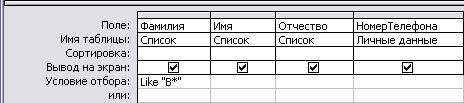 Поле: Фамилия Имя Отчество НомерТелефона
Имя таблицы: Список Список Список Личные данные
Сортировка:
Вывод на экран:
Условие отбора: Like "В*"
или: